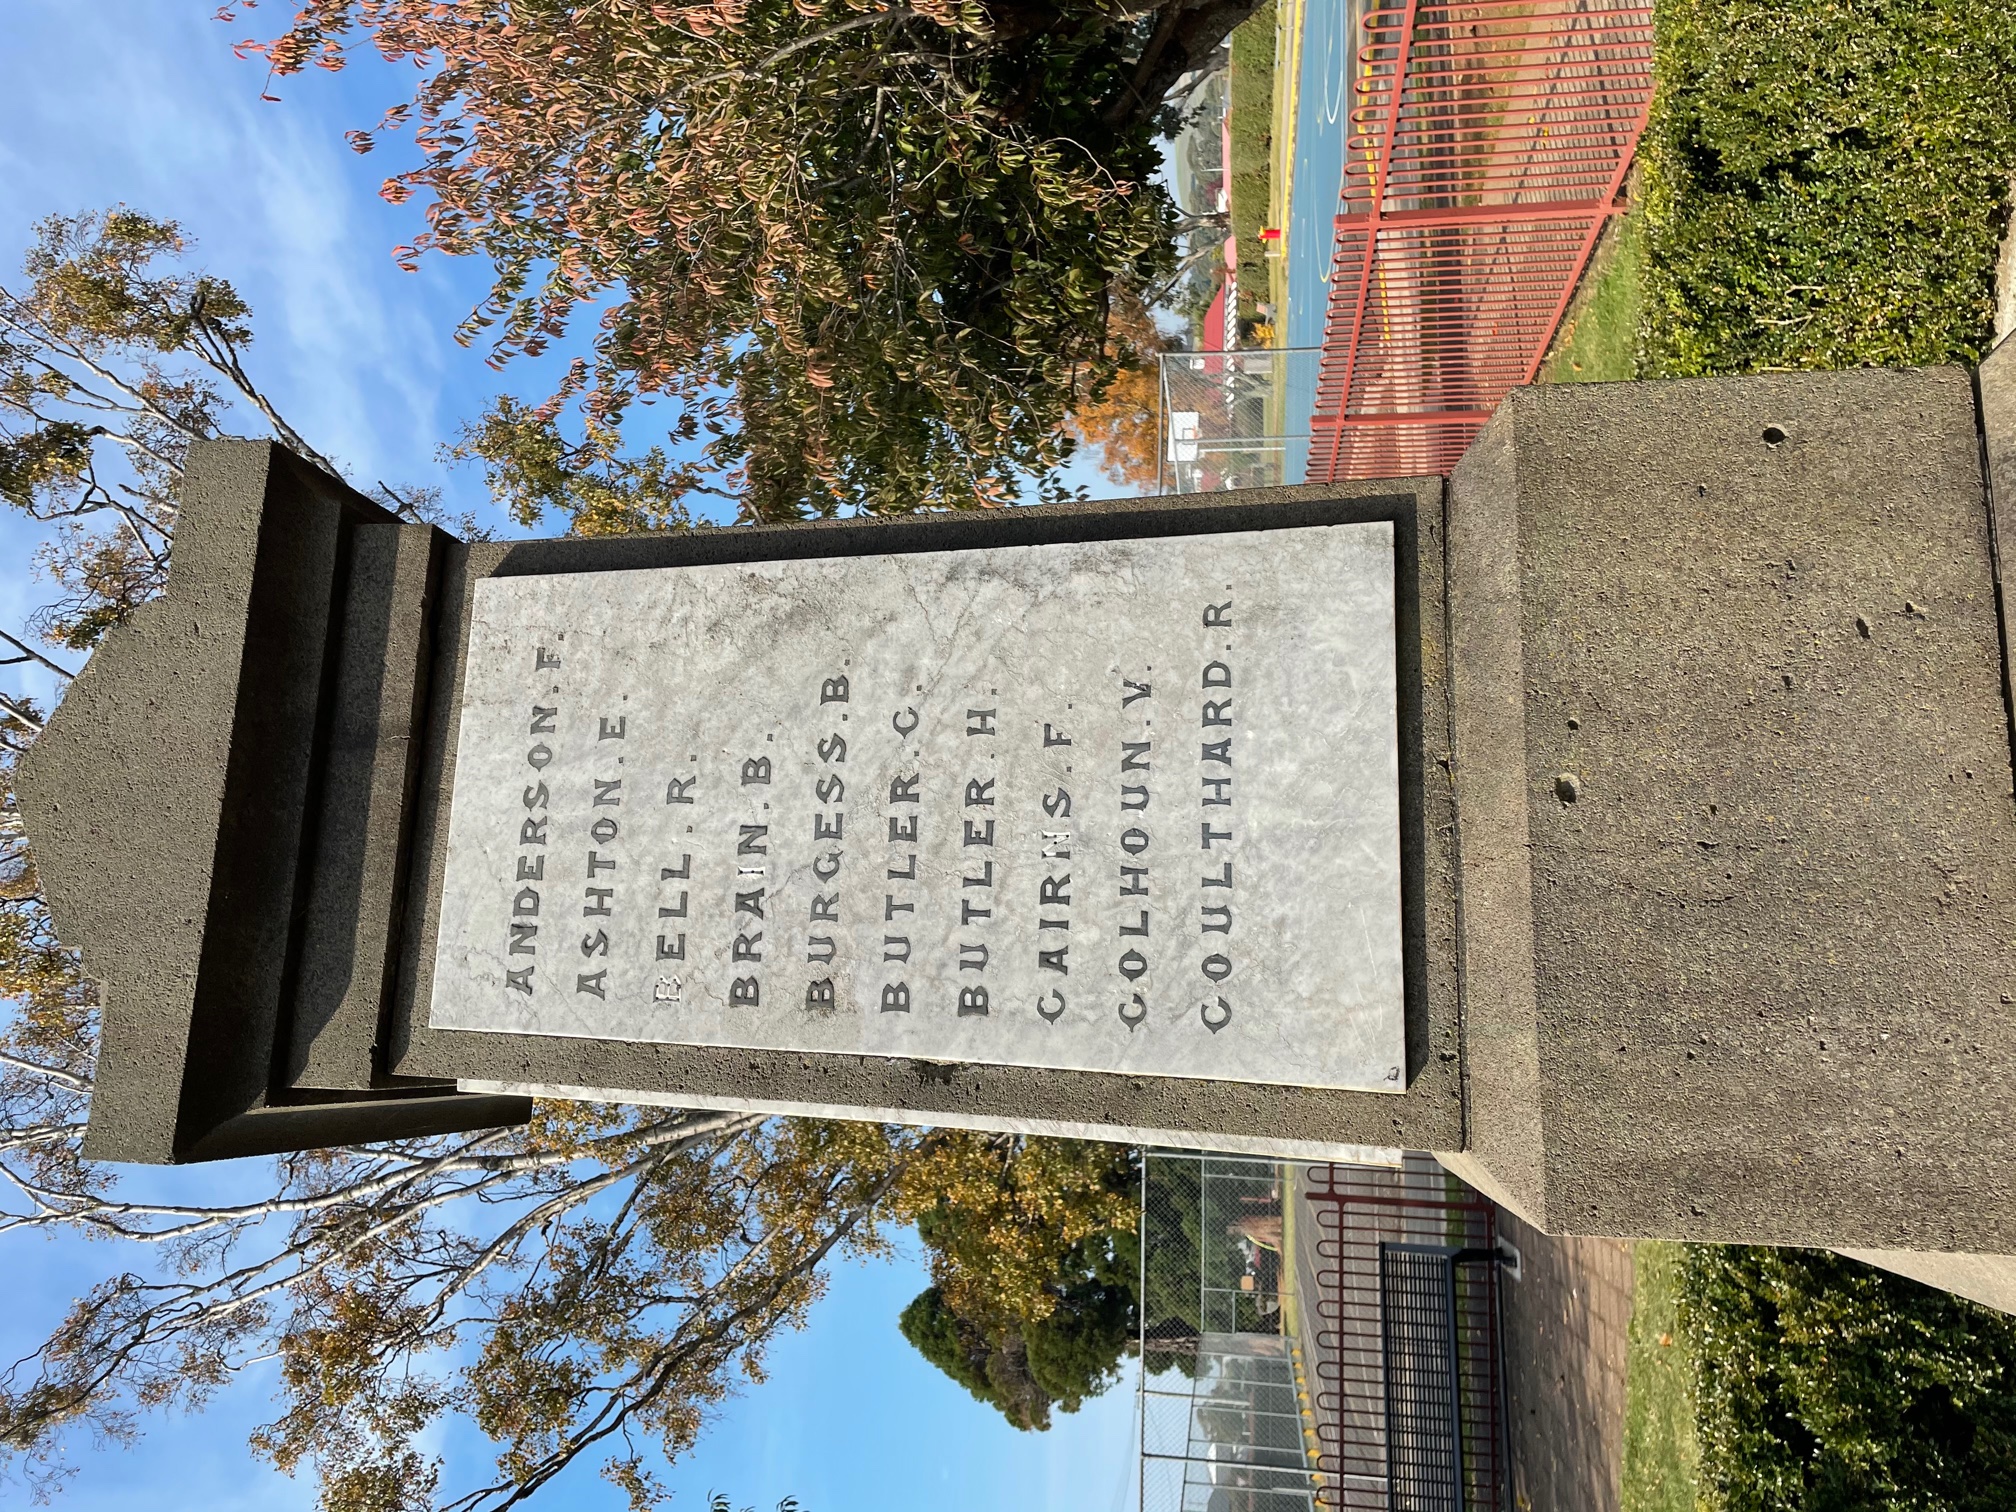 ANDERSON.F.
ASHTON.E.
BELL.R.
BRAIN.B.
BURGESS.B.
BUTLER.C.
BUTLER.H.
CAIRNS.F.
COLHOUN.V.
COULTHARD.R.